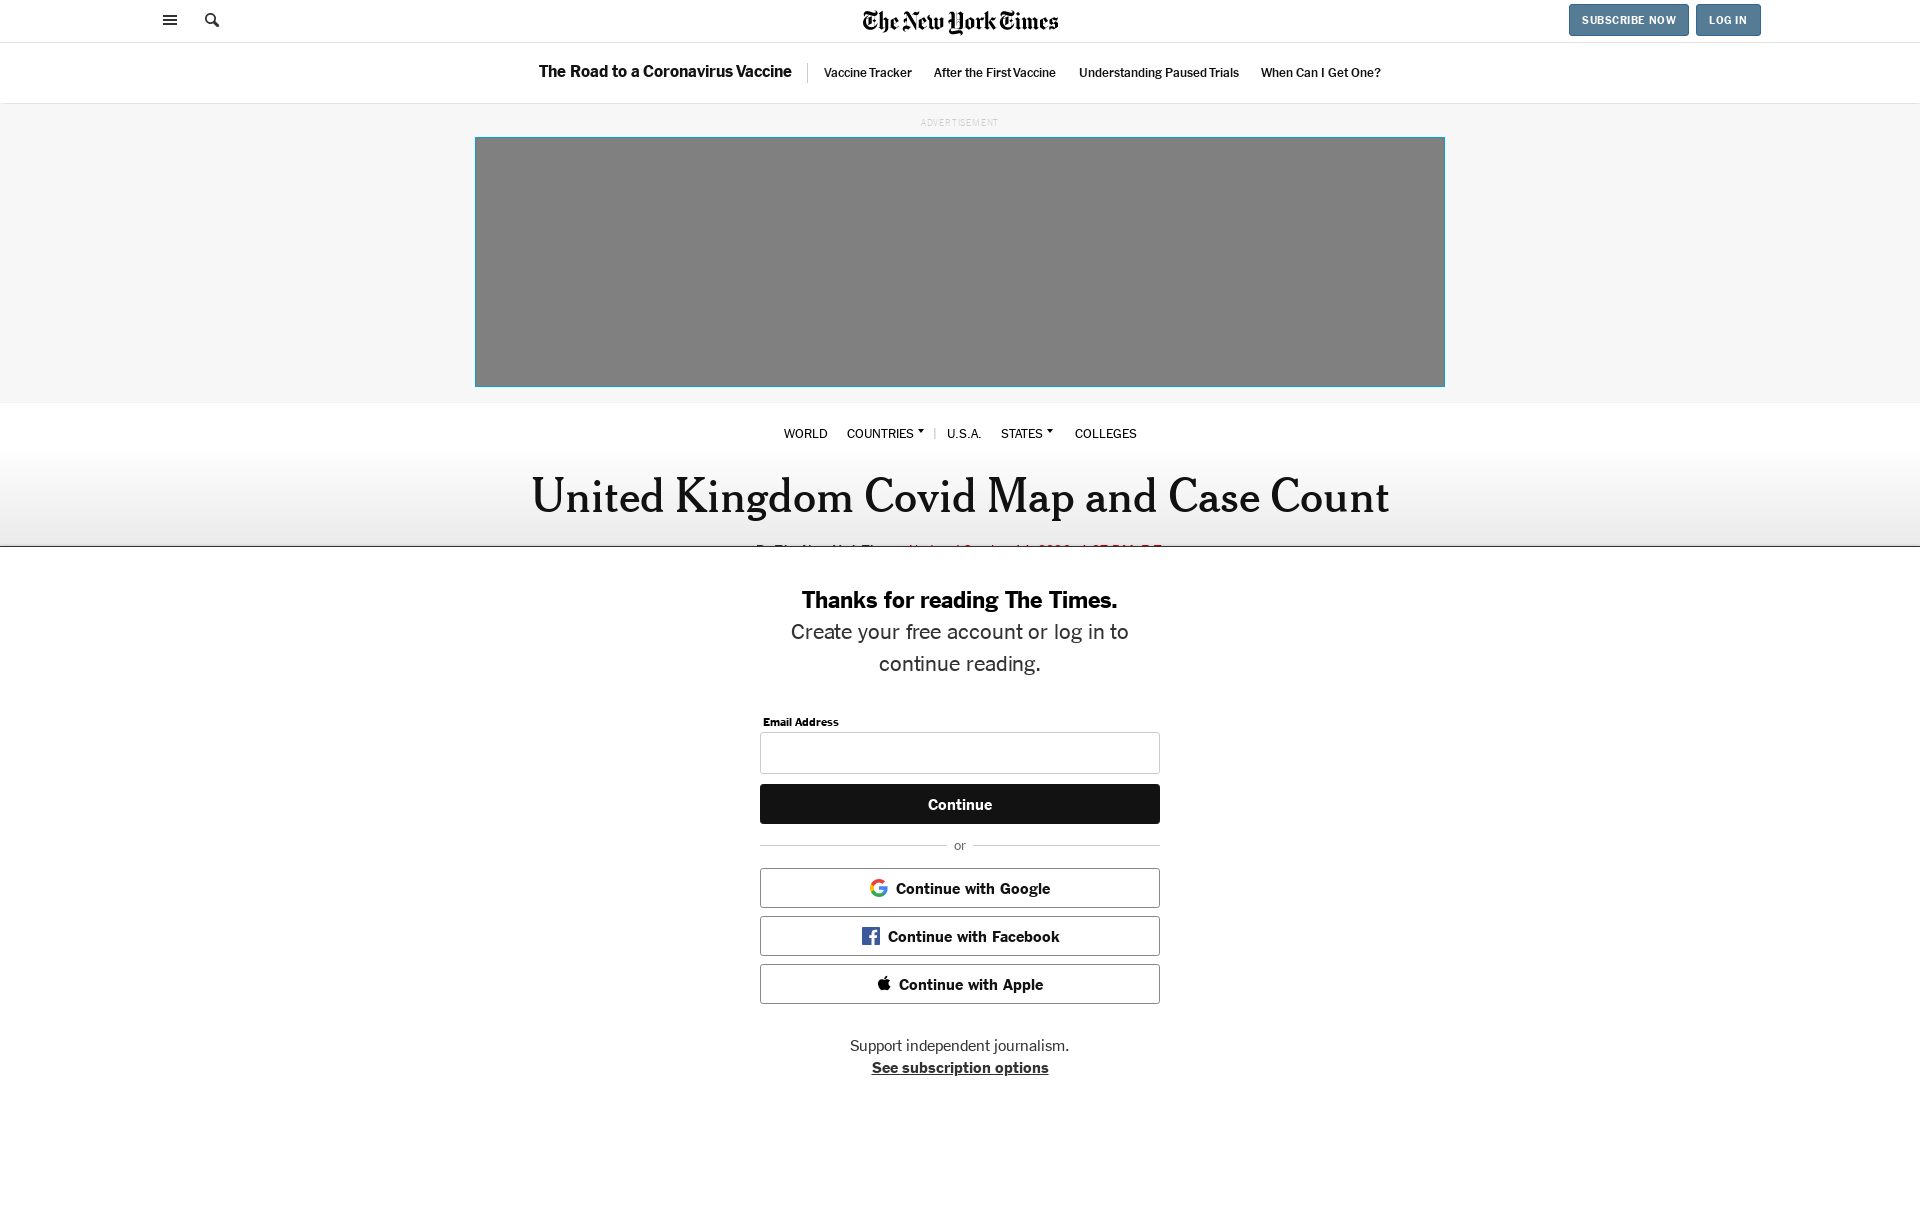 The New York Times
SUBSCRIBE NOW
LOG IN
The Road to a Coronavirus Vaccine
Vaccine Tracker
After the First Vaccine
Understanding Paused Trials
When Can I Get One?
ADVERTISEMENT
WORLD
COUNTRIES
U.S.A.
STATES
COLLEGES
United Kingdom Covid Map and Case Count
Thanks for reading The Times.
Create your free account or log in to
continue reading.
Email Address
Continue
or
Continue with Google
Continue with Facebook
Continue with Apple
Support independent journalism.
See subscription options